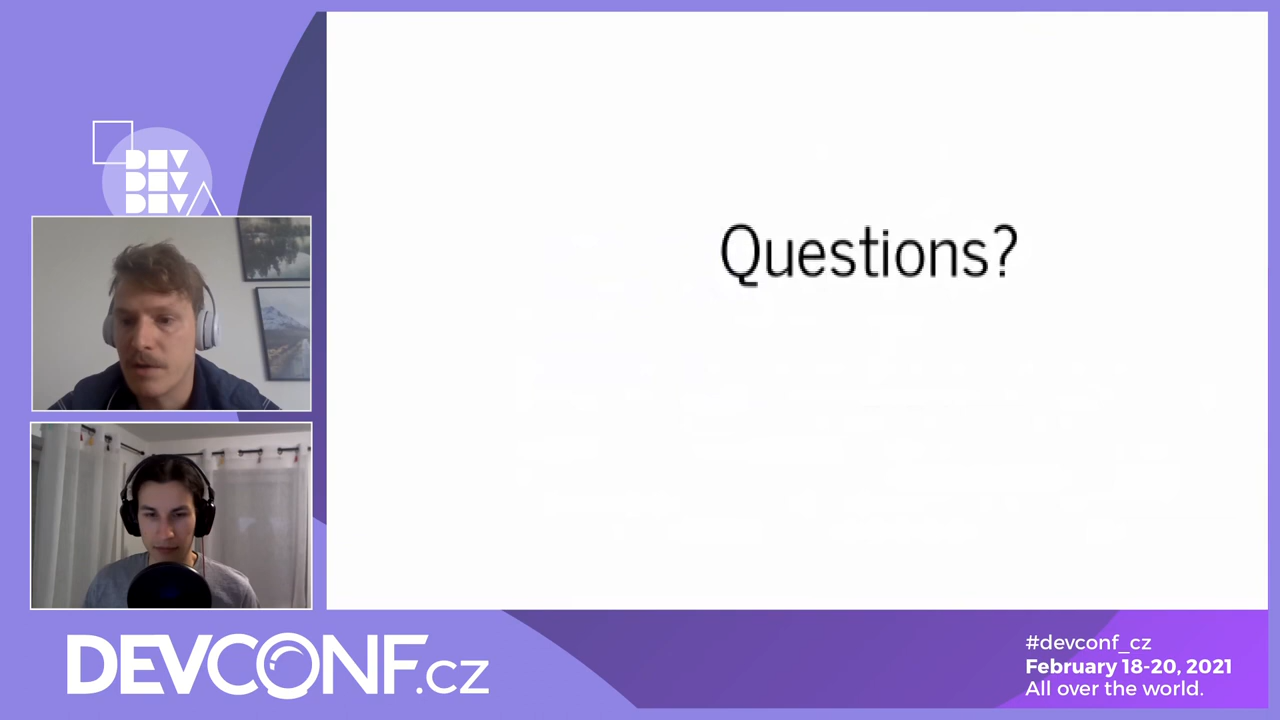 DEV
DEV
DEV
Questions?
DEVCONF.cz
#devconf_cz
February 18-20, 2021
All over the world.